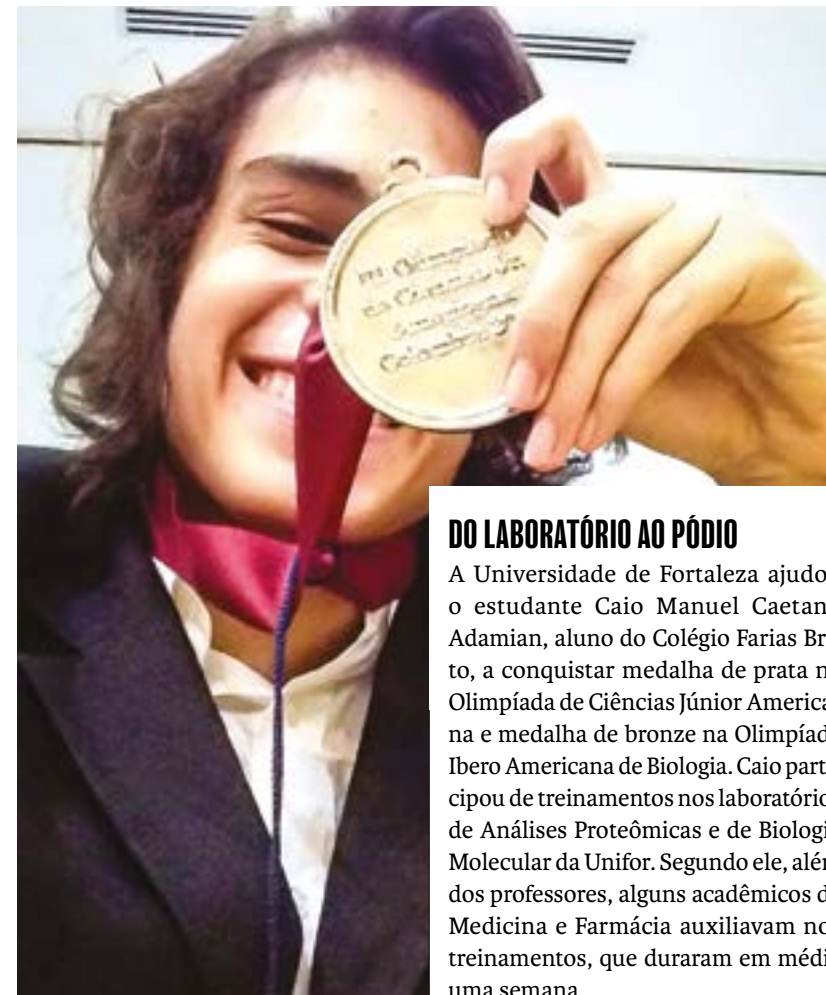 DO LABORATÓRIO AO PÓDIO
A Universidade de Fortaleza ajudo
o estudante Caio Manuel Caetan
Adamian, aluno do Colégio Farias Br
to, a conquistar medalha de prata n
Olimpíada de Ciências Júnior America
na e medalha de bronze na Olimpíad
Ibero Americana de Biologia. Caio part
cipou de treinamentos nos laboratório
de Análises Proteômicas e de Biologi
Molecular da Unifor. Segundo ele, alé
dos professores, alguns acadêmicos d
Medicina e Farmácia auxiliavam no
treinamentos, que duraram em médi
uma semana